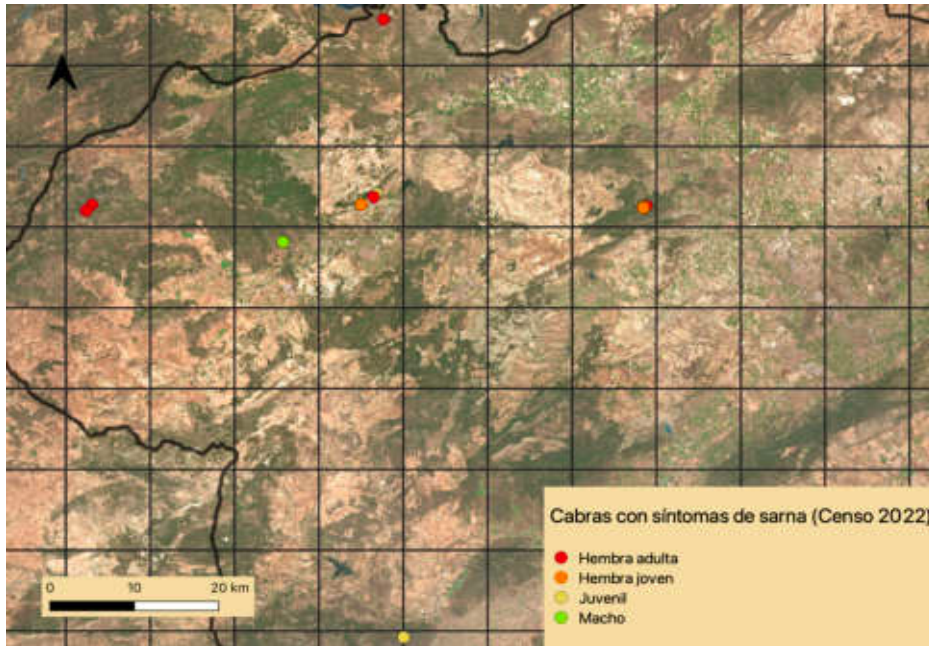 Cabras con síntomas de sarna (Censo 2022)
Hembra adulta
Hembra joven
Juvenil
Macho
0 10 20 km